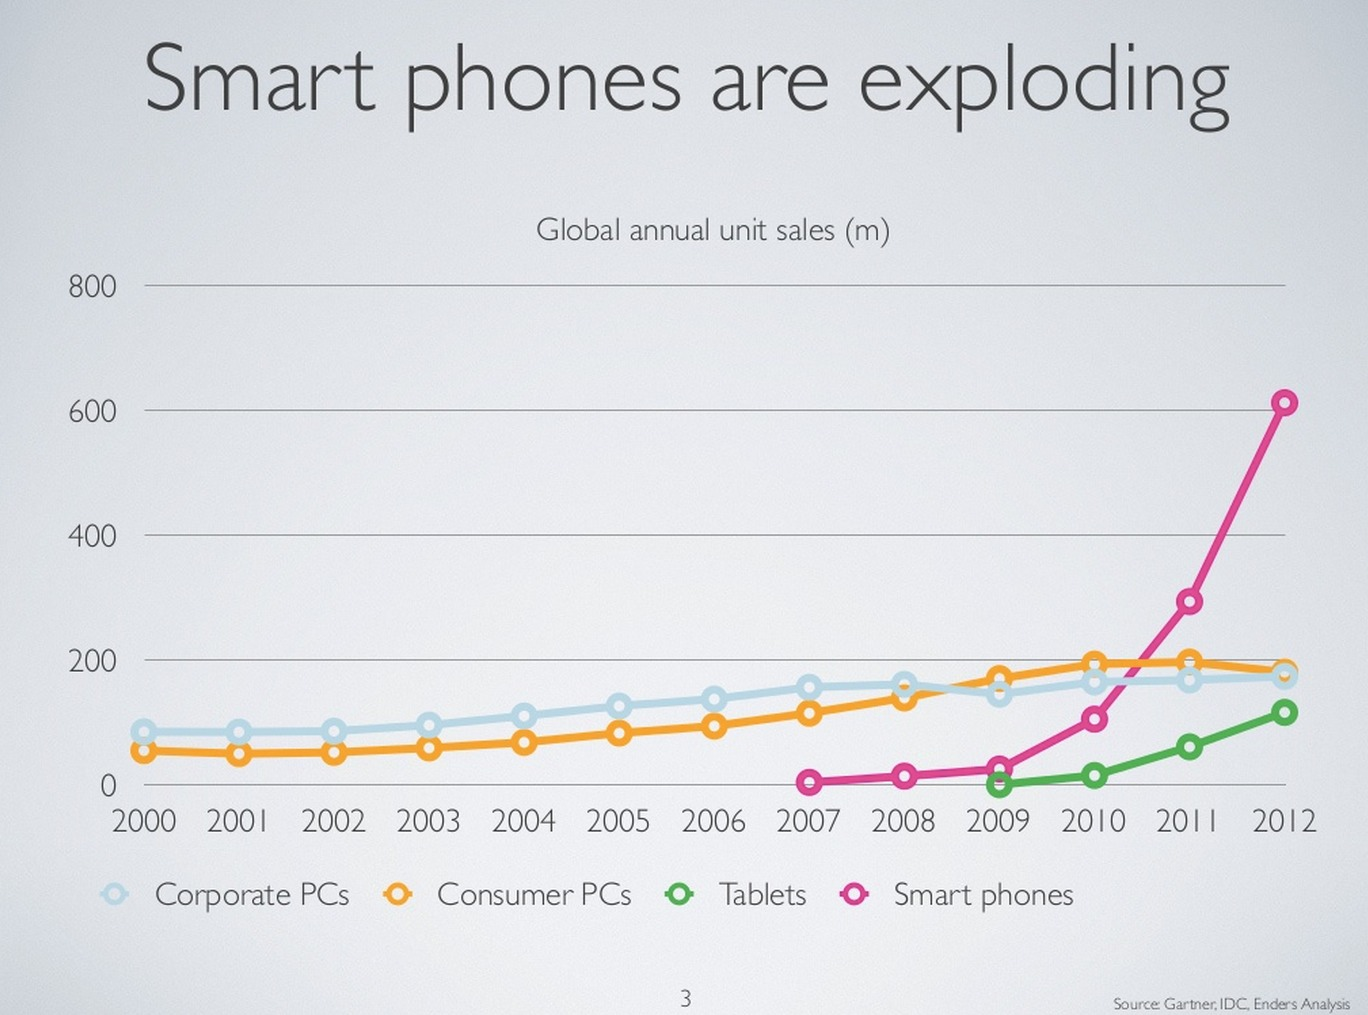 Smart phones are exploding
Global annual unit sales (m)
800
600
400
200
0
2000 2001 2002 2003 2004 2005 2006 2007 2008 2009 2010 2011 2012
Corporate PCs Consumer PCs Tablets Smart phones
3
Source: Gartner, IDC, Enders Analysis